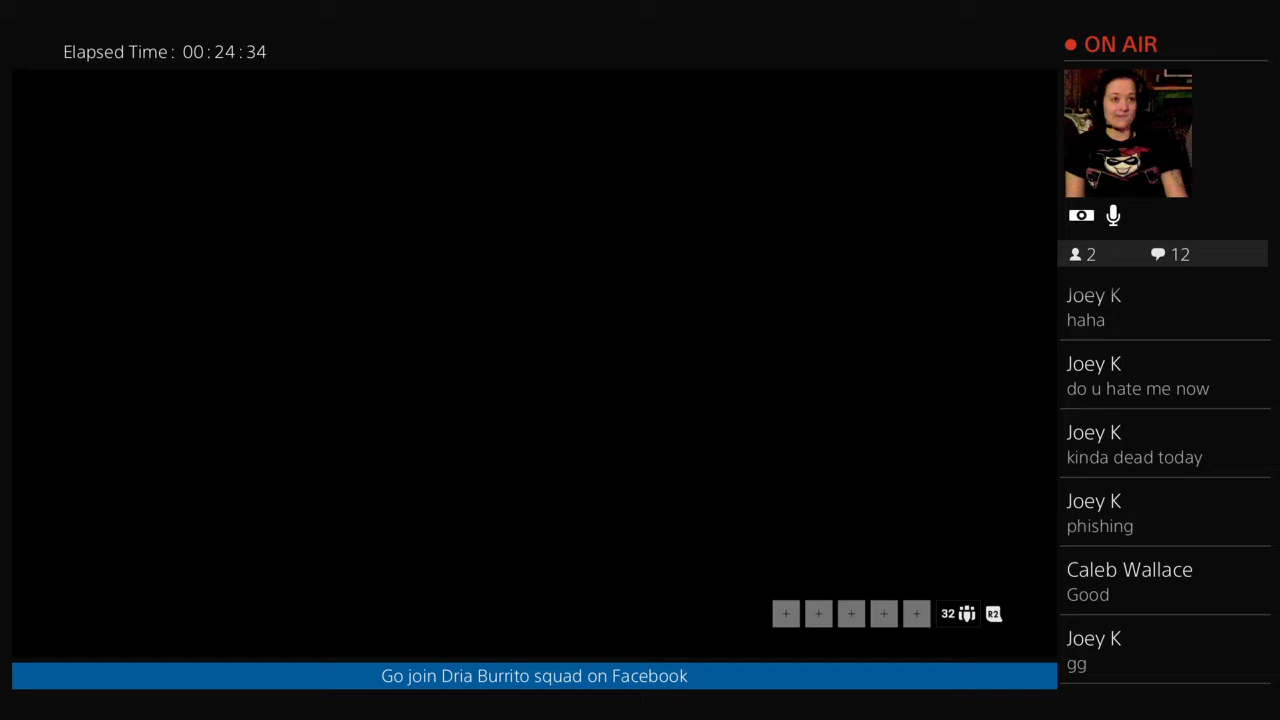 Elapsed Time: 00:24:34
ON AIR
2 12
Joey K
haha
Joey K
do u hate me now
Joey K
kinda dead today
Joey K
phishing
Caleb Wallace
Good
Joey K
gg
32 R2
Go join Dria Burrito squad on Facebook